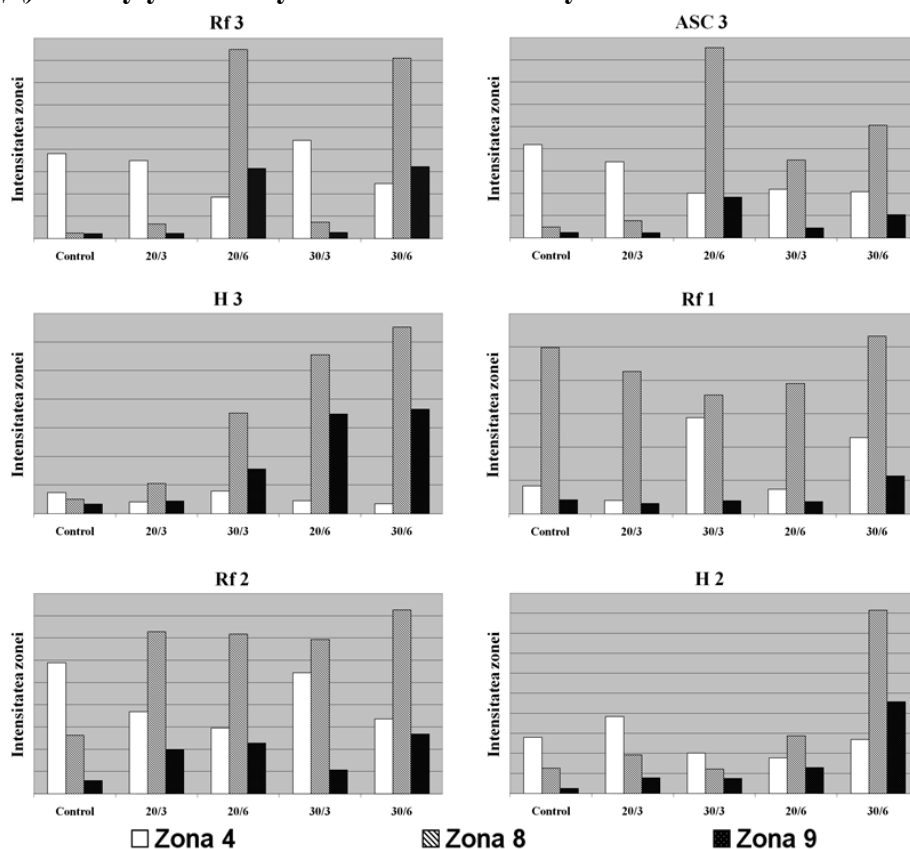 Rf 3
ASC 3
Intensitatea zonei
Control 20/3 20/6 30/3 30/6
Intensitatea zonei
Control 20/3 20/6 30/3 30/6
H 3
Rf 1
Intensitatea zonei
Control 20/3 30/3 20/6 30/6
Intensitatea zonei
Control 20/3 30/3 20/6 30/6
Rf 2
H 2
Intensitatea zonei
Control 20/3 20/6 30/3 30/6
Intensitatea zonei
Control 20/3 30/3 20/6 30/6
Zona 4 Zona 8 Zona 9